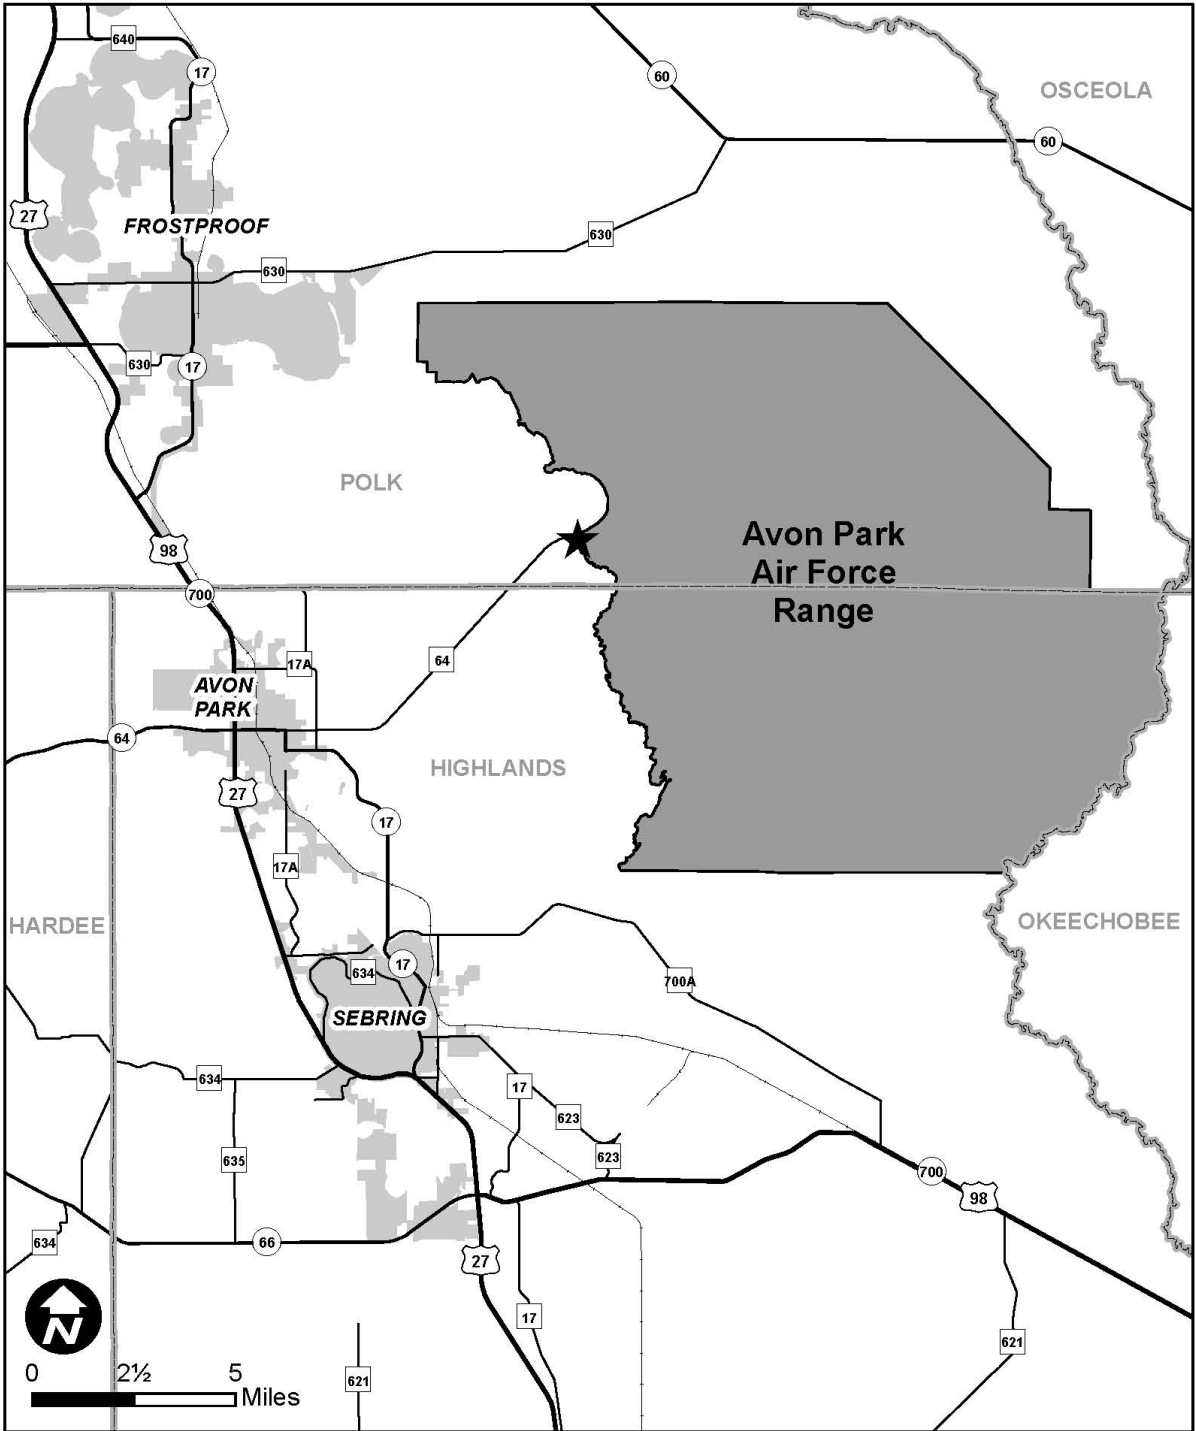 640
17
60
OSCEOLA
60
27
FROSTPROOF
630
630
630
17
POLK
Avon Park
Air Force
Range
98
700
17A
64
AVON
PARK
64
HIGHLANDS
27
17
17A
HARDEE
OKEECHOBEE
17
634
700A
SEBRING
634
17
623
635
623
700
98
634
66
27
N
17
621
0 2½ 5
Miles
621